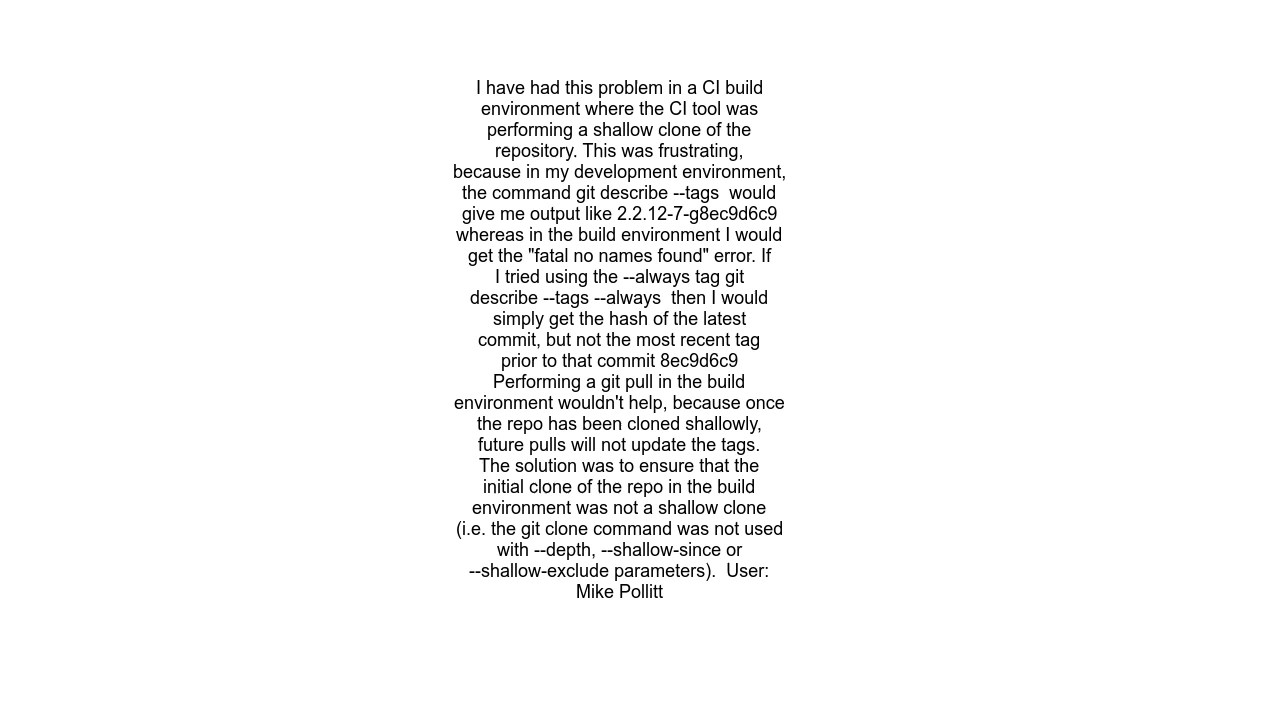 I have had this problem in a CI build
environment where the CI tool was
performing a shallow clone of the
repository. This was frustrating,
because in my development environment,
the command git describe --tags  would
give me output like 2.2.12-7-g8ec9d6c9
whereas in the build environment I would
get the "fatal no names found" error. If
I tried using the --always tag git
describe --tags --always  then I would
simply get the hash of the latest
commit, but not the most recent tag
prior to that commit 8ec9d6c9
Performing a git pull in the build
environment wouldn't help, because once
the repo has been cloned shallowly,
future pulls will not update the tags.
The solution was to ensure that the
initial clone of the repo in the build
environment was not a shallow clone
(i.e. the git clone command was not used
with --depth, --shallow-since or
--shallow-exclude parameters).  User:
Mike Pollitt